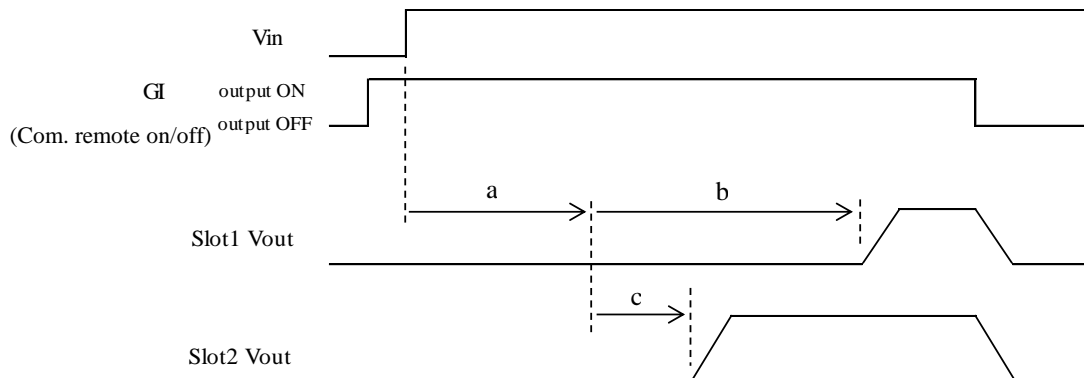 Vin
GI output ON
(Com. remote on/off) output OFF
a b
Slot1 Vout
c
Slot2 Vout